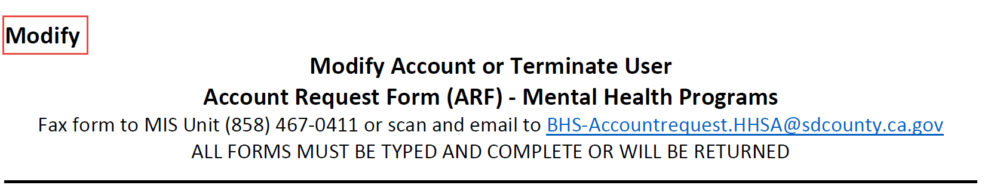 Modify
Modify Account or Terminate User
Account Request Form (ARF) - Mental Health Programs
Fax form to MIS Unit (858) 467-0411 or scan and email to BHS-Accountrequest.HHSA@sdcounty.ca.gov
ALL FORMS MUST BE TYPED AND COMPLETE OR WILL BE RETURNED